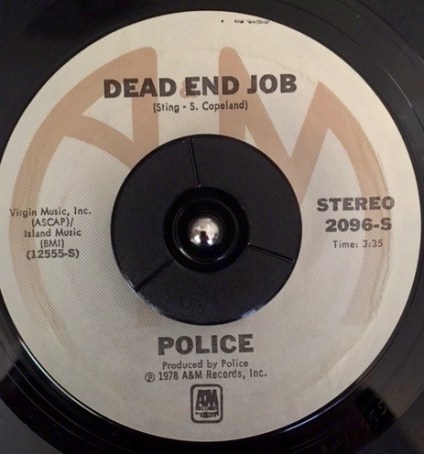 DEAD END JOB
(Sting - S. Copeland)
Virgin Music, Inc.
(ASCAP)/
Island Music
(BMI)
(12555-S)
STEREO
2096-S
Time: 3:35
POLICE
Produced by Police
℗ 1978 A&M Records, Inc.
A&M